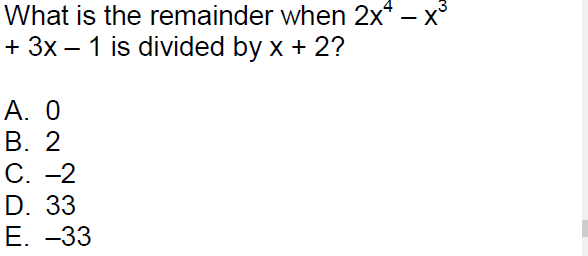 What is the remainder when 2x⁴ – x³
+ 3x – 1 is divided by x + 2?
A. 0
B. 2
C. –2
D. 33
E. –33